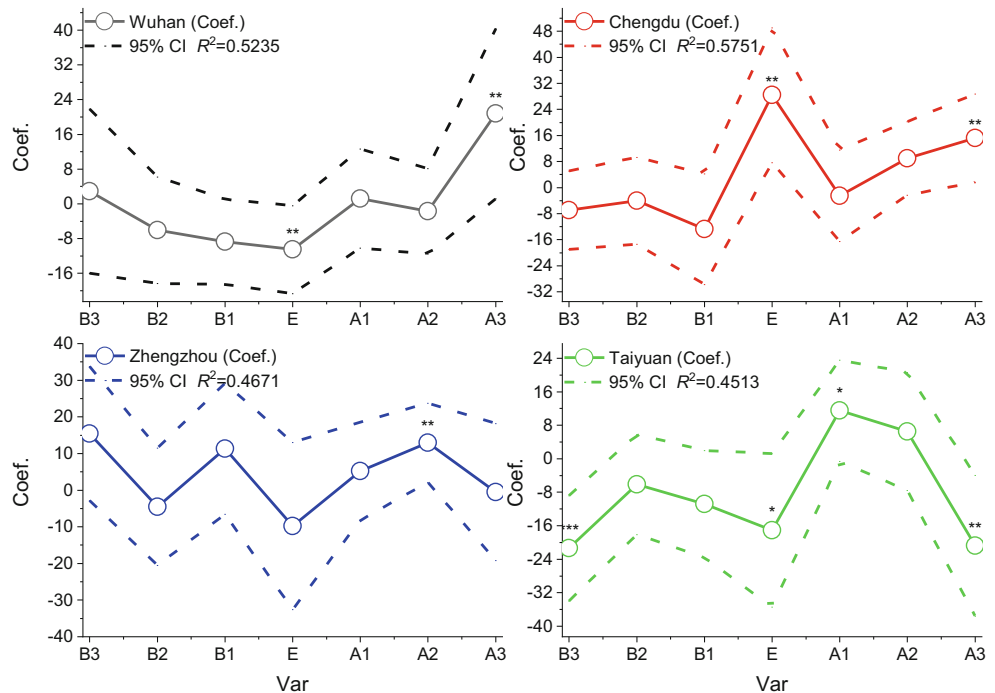 Wuhan (Coef.)
95% CI R²=0.5235
40
32
24
16
8
0
-8
-16
Coef.
**
**
B3 B2 B1 E A1 A2 A3
Chengdu (Coef.)
95% CI R²=0.5751
48
40
32
24
16
8
0
-8
-16
-24
-32
Coef.
**
**
B3 B2 B1 E A1 A2 A3
Zhengzhou (Coef.)
95% CI R²=0.4671
40
30
20
10
0
-10
-20
-30
-40
Coef.
**
B3 B2 B1 E A1 A2 A3
Var
Taiyuan (Coef.)
95% CI R²=0.4513
24
16
8
0
-8
-16
-24
-32
-40
Coef.
***
*
*
**
B3 B2 B1 E A1 A2 A3
Var